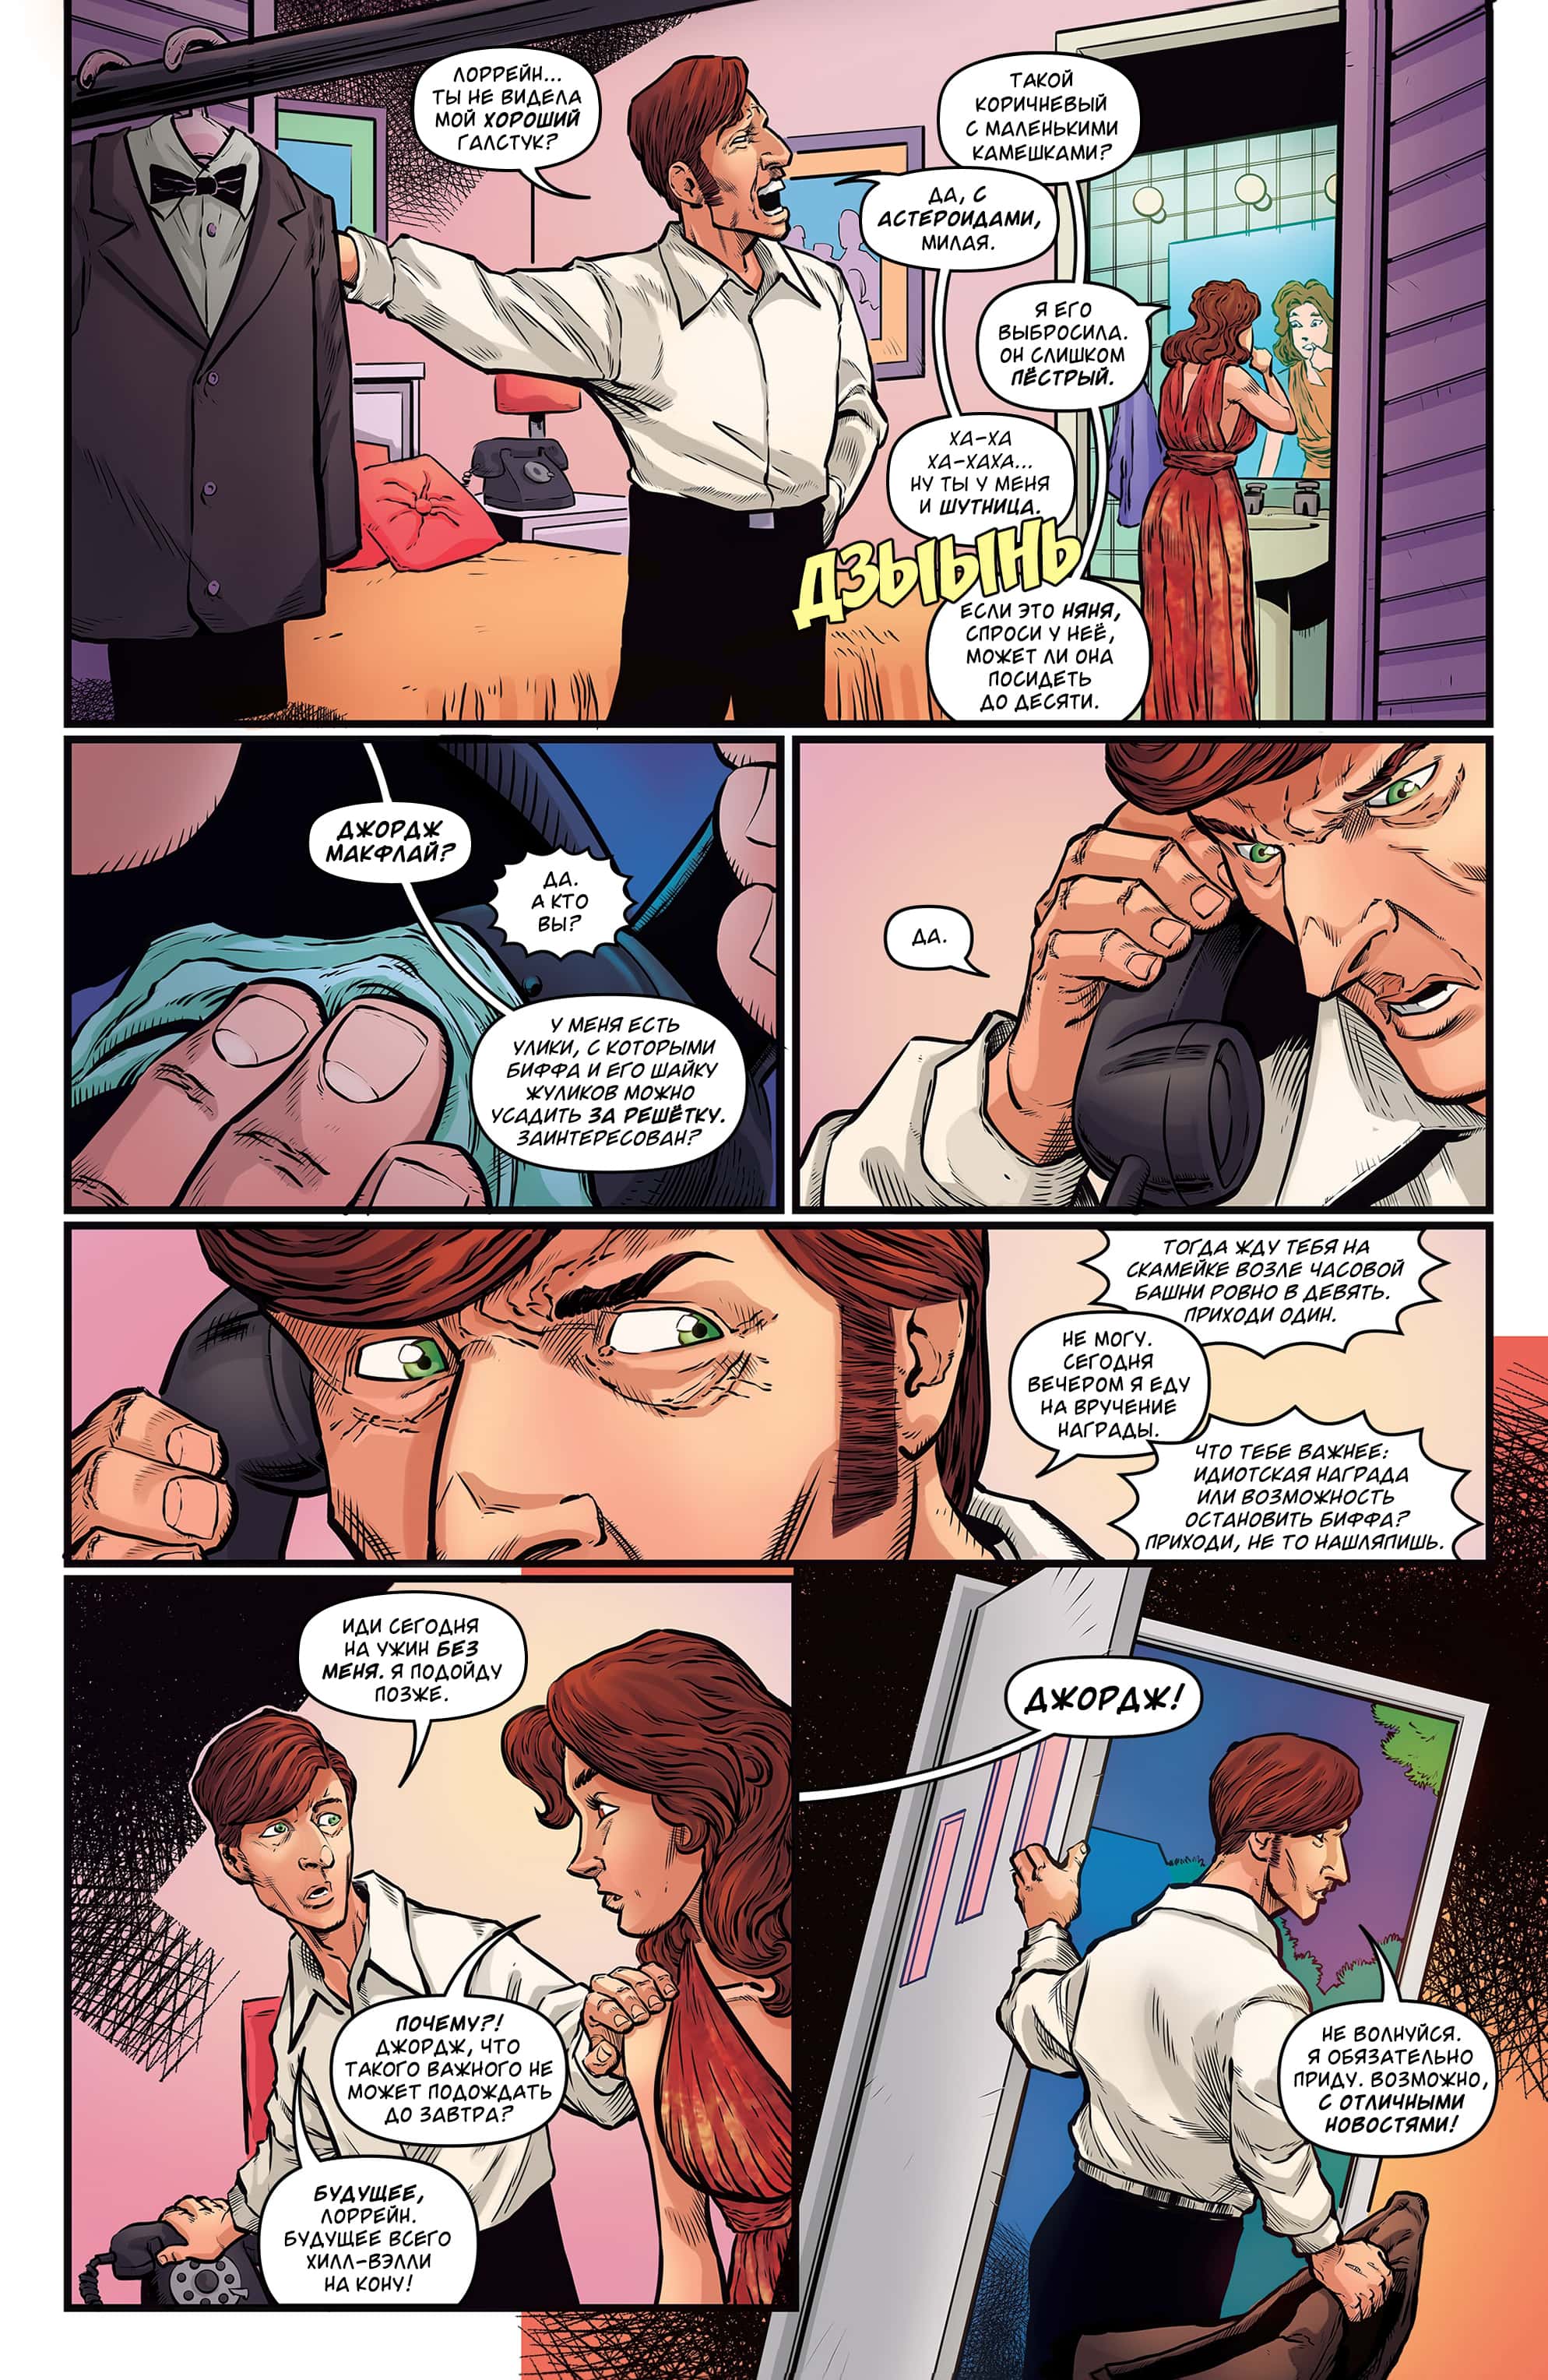 ЛОРРЕЙН...
ТЫ НЕ ВИДЕЛА
МОЙ ХОРОШИЙ
ГАЛСТУК?
ТАКОЙ
КОРИЧНЕВЫЙ
С МАЛЕНЬКИМИ
КАМЕШКАМИ?
ДА, С
АСТЕРОИДАМИ,
МИЛАЯ.
Я ЕГО
ВЫБРОСИЛА.
ОН СЛИШКОМ
ПЁСТРЫЙ.
ХА-ХА
ХА-ХАХА...
НУ ТЫ У МЕНЯ
И ШУТНИЦА.
ДЗЫЫНЬ
ЕСЛИ ЭТО НЯНЯ,
СПРОСИ У НЕЁ,
МОЖЕТ ЛИ ОНА
ПОСИДЕТЬ
ДО ДЕСЯТИ.
ДЖОРДЖ
МАКФЛАЙ?
ДА.
А КТО
ВЫ?
У МЕНЯ ЕСТЬ
УЛИКИ, С КОТОРЫМИ
БИФФА И ЕГО ШАЙКУ
ЖУЛИКОВ МОЖНО
УСАДИТЬ ЗА РЕШЁТКУ.
ЗАИНТЕРЕСОВАН?
ДА.
ТОГДА ЖДУ ТЕБЯ НА
СКАМЕЙКЕ ВОЗЛЕ ЧАСОВОЙ
БАШНИ РОВНО В ДЕВЯТЬ.
ПРИХОДИ ОДИН.
НЕ МОГУ.
СЕГОДНЯ
ВЕЧЕРОМ Я ЕДУ
НА ВРУЧЕНИЕ
НАГРАДЫ.
ЧТО ТЕБЕ ВАЖНЕЕ:
ИДИОТСКАЯ НАГРАДА
ИЛИ ВОЗМОЖНОСТЬ
ОСТАНОВИТЬ БИФФА?
ПРИХОДИ, НЕ ТО НАШЛЯПИШЬ.
ИДИ СЕГОДНЯ
НА УЖИН БЕЗ
МЕНЯ. Я ПОДОЙДУ
ПОЗЖЕ.
ПОЧЕМУ?!
ДЖОРДЖ, ЧТО
ТАКОГО ВАЖНОГО НЕ
МОЖЕТ ПОДОЖДАТЬ
ДО ЗАВТРА?
БУДУЩЕЕ,
ЛОРРЕЙН.
БУДУЩЕЕ ВСЕГО
ХИЛЛ-ВЭЛЛИ
НА КОНУ!
ДЖОРДЖ!
НЕ ВОЛНУЙСЯ.
Я ОБЯЗАТЕЛЬНО
ПРИДУ. ВОЗМОЖНО,
С ОТЛИЧНЫМИ
НОВОСТЯМИ!